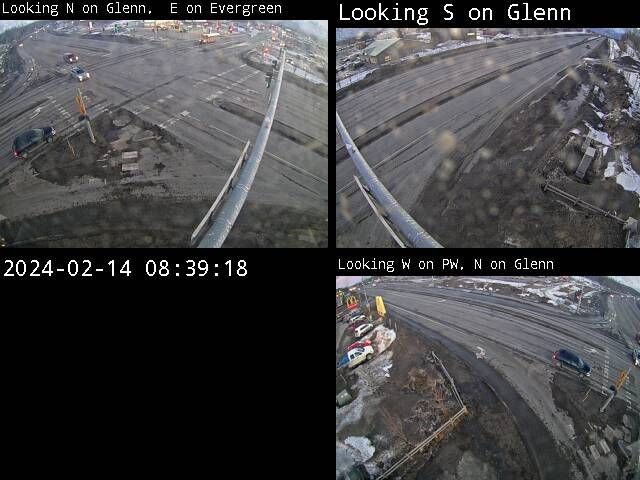 Looking N on Glenn, E on Evergreen
Looking S on Glenn
2024-02-14 08:39:18
Looking W on PW, N on Glenn